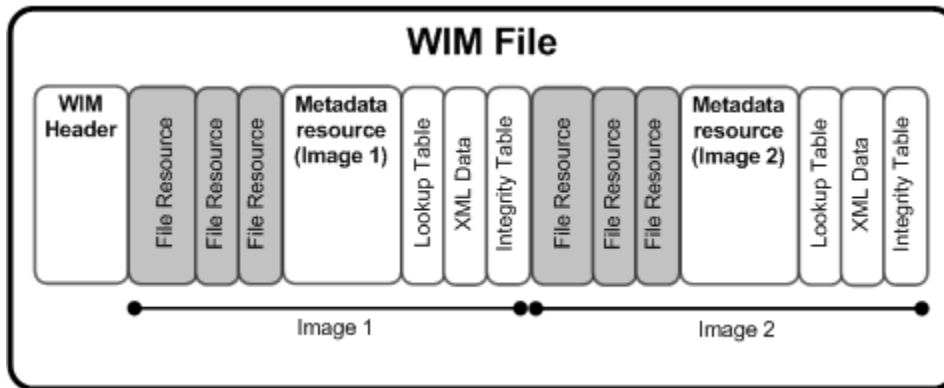 WIM File
WIM
Header
File Resource
File Resource
File Resource
Metadata
resource
(Image 1)
Lookup Table
XML Data
Integrity Table
File Resource
File Resource
File Resource
Metadata
resource
(Image 2)
Lookup Table
XML Data
Integrity Table
Image 1
Image 2